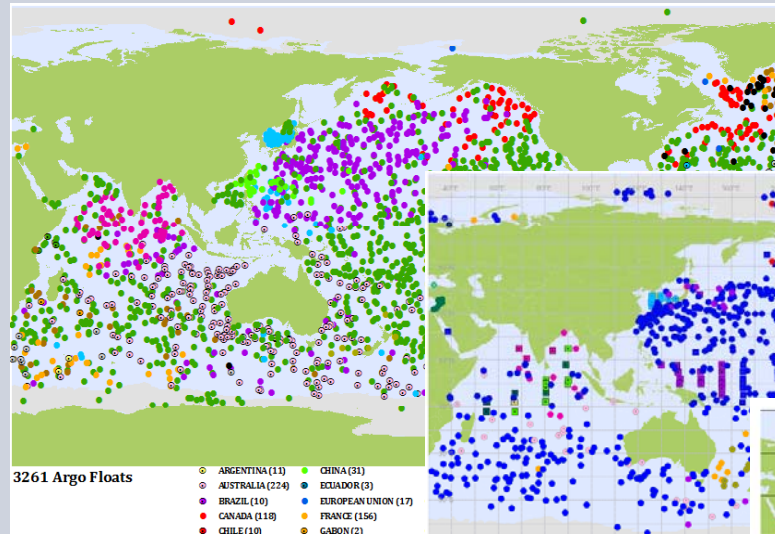 3261 Argo Floats
ARGENTINA (11)
AUSTRALIA (224)
BRAZIL (10)
CANADA (118)
CHILE (10)
CHINA (31)
ECUADOR (3)
EUROPEAN UNION (17)
FRANCE (156)
GABON (2)